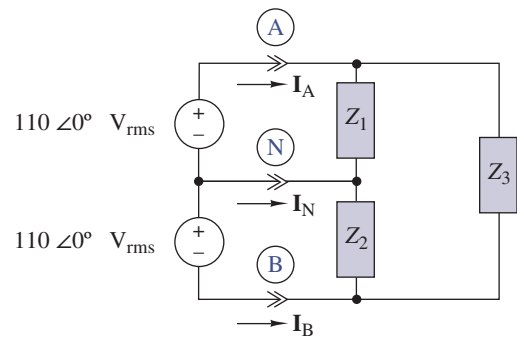 A
I_A
110 ∠0º V_rms
+
−
Z_1
N
Z_3
I_N
110 ∠0º V_rms
+
−
Z_2
B
I_B